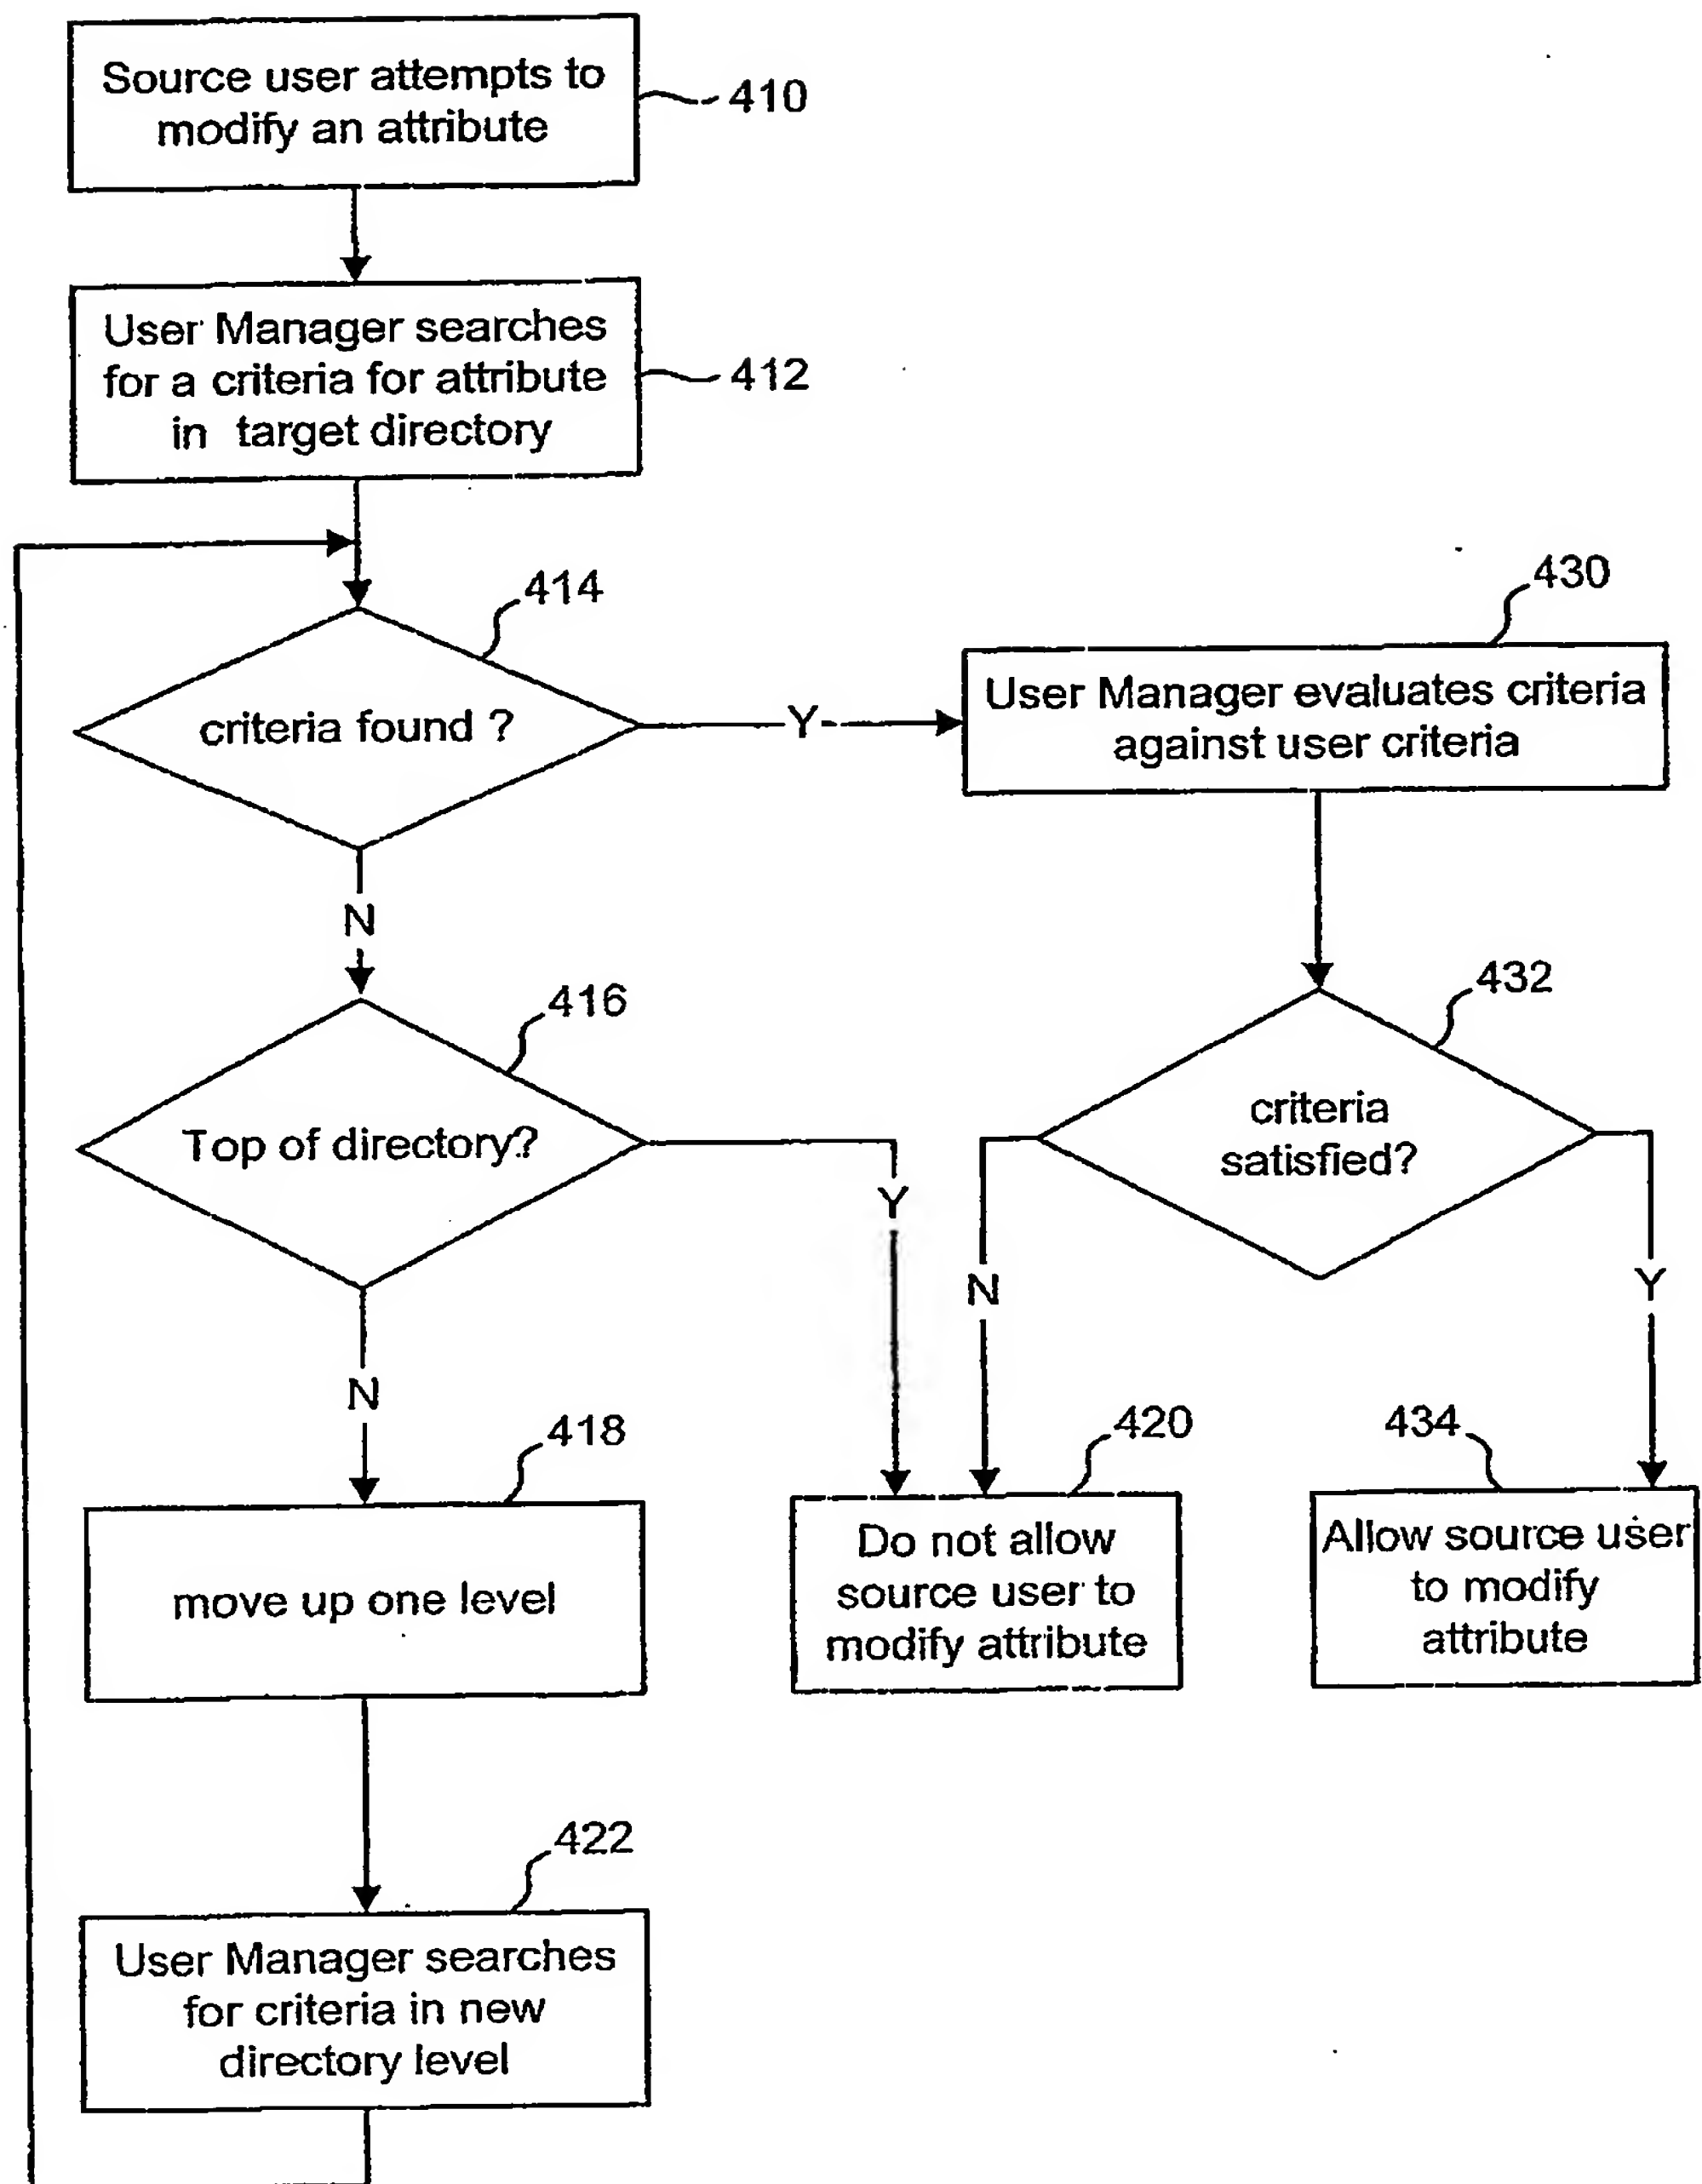 Source user attempts to
modify an attribute
410
User Manager searches
for a criteria for attribute
in target directory
412
414
criteria found ?
Y
430
User Manager evaluates criteria
against user criteria
N
416
Top of directory?
Y
432
criteria
satisfied?
N
Y
N
418
move up one level
420
Do not allow
source user to
modify attribute
434
Allow source user
to modify
attribute
422
User Manager searches
for criteria in new
directory level